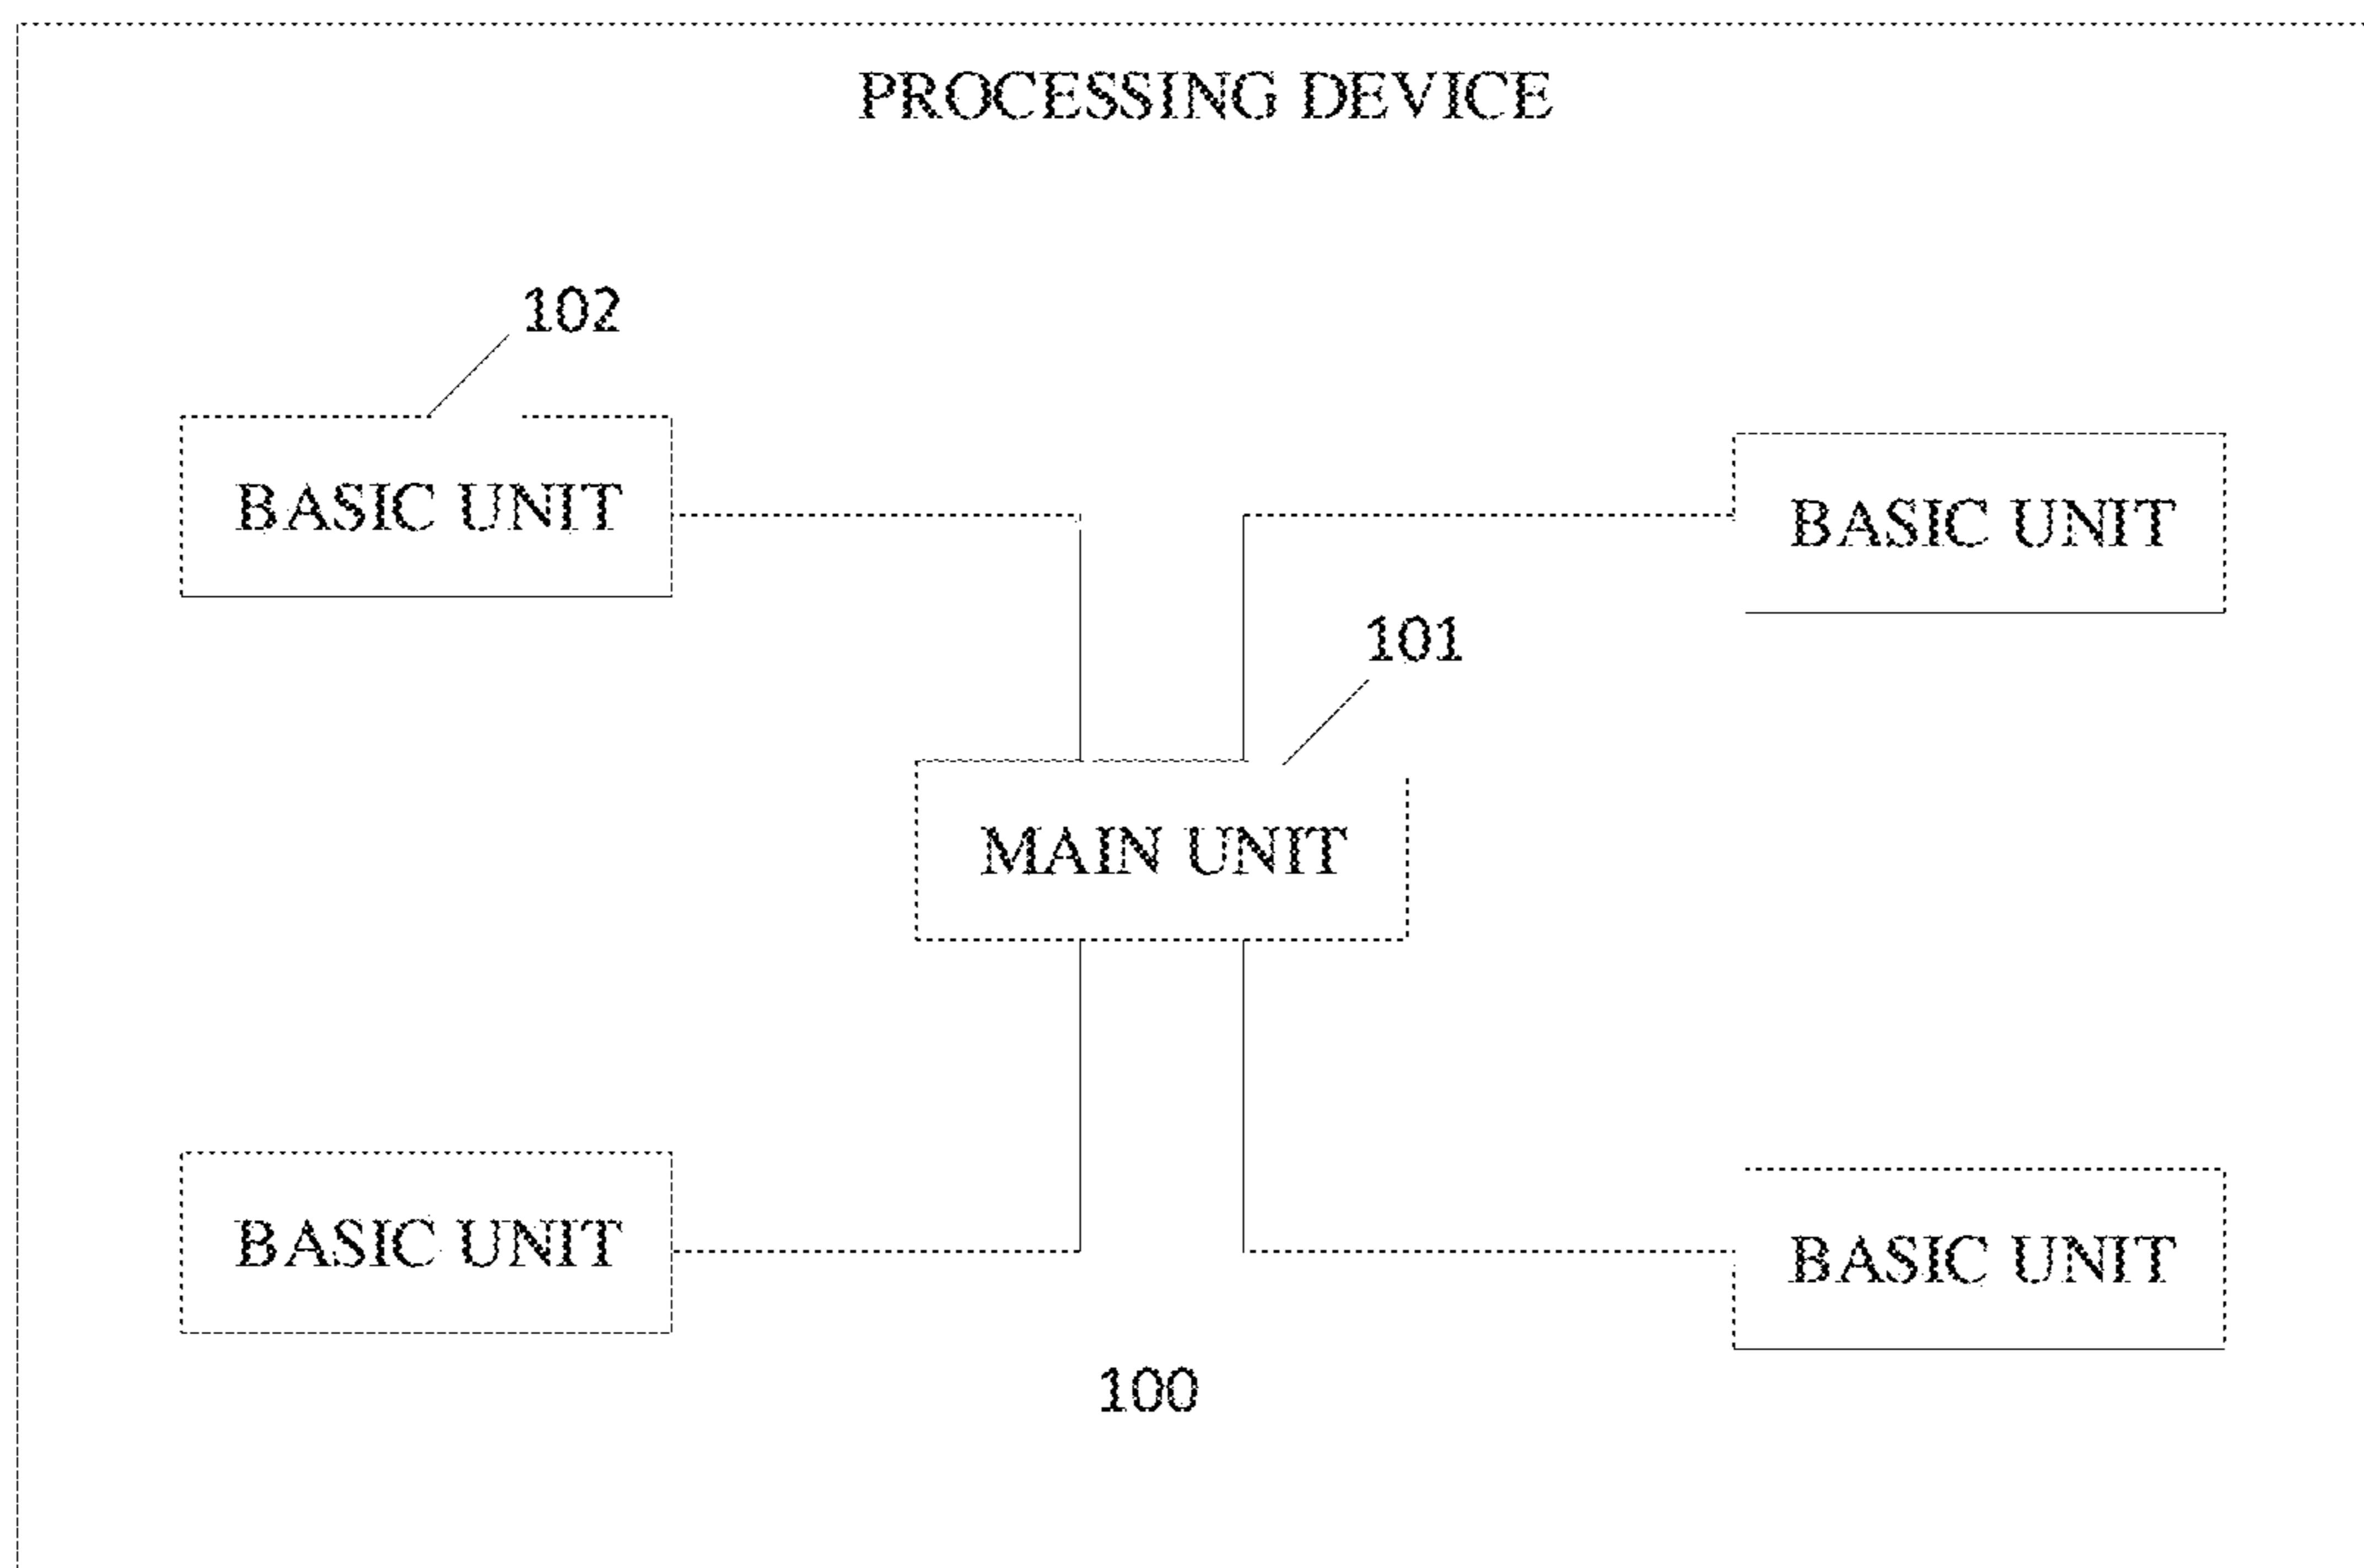 PROCESSING DEVICE
102
BASIC UNIT
BASIC UNIT
101
MAIN UNIT
BASIC UNIT
BASIC UNIT
100